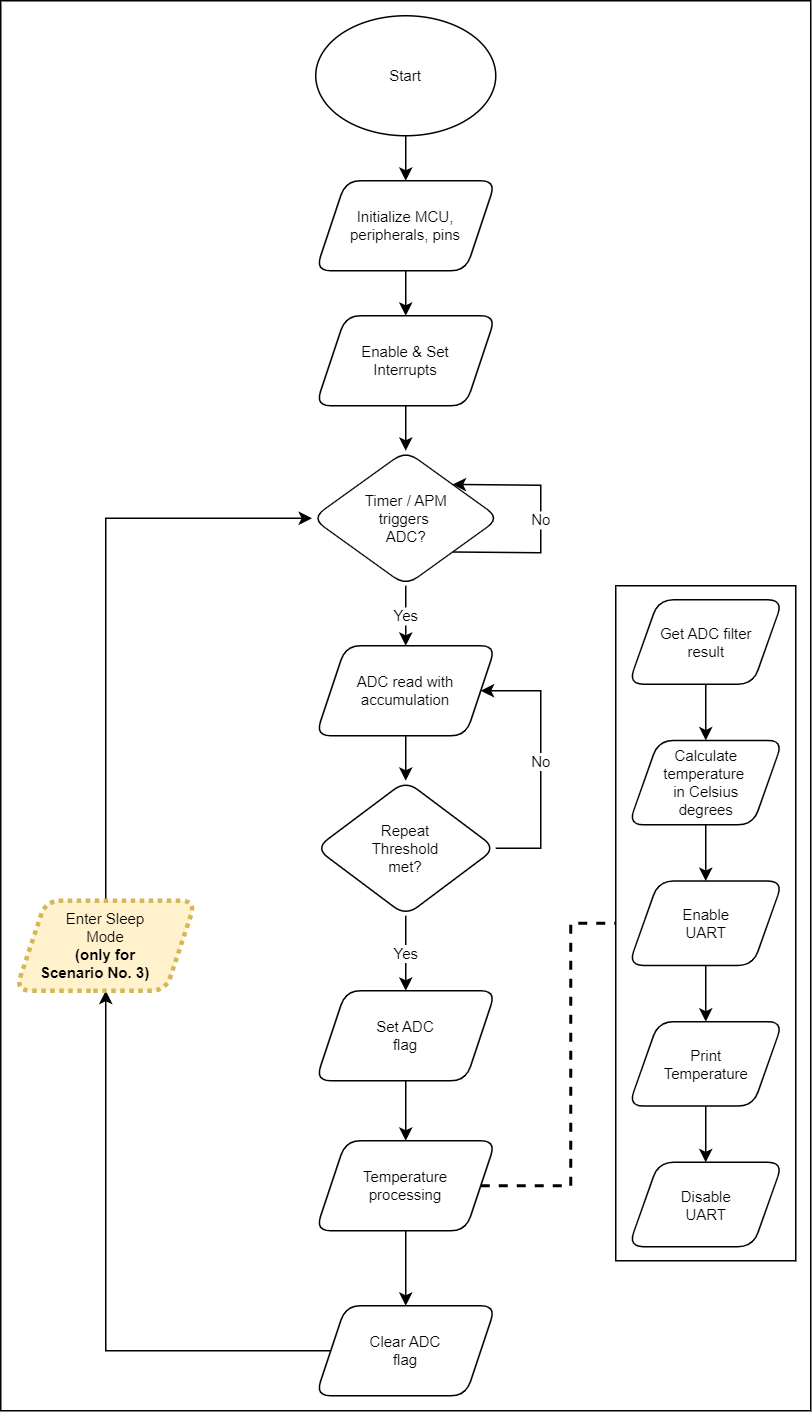 Start
Initialize MCU,
peripherals, pins
Enable & Set
Interrupts
Timer / APM
triggers
ADC?
No
Yes
ADC read with
accumulation
No
Repeat
Threshold
met?
Yes
Set ADC
flag
Temperature
processing
Clear ADC
flag
Enter Sleep
Mode
(only for
Scenario No. 3)
Get ADC filter
result
Calculate
temperature
in Celsius
degrees
Enable
UART
Print
Temperature
Disable
UART